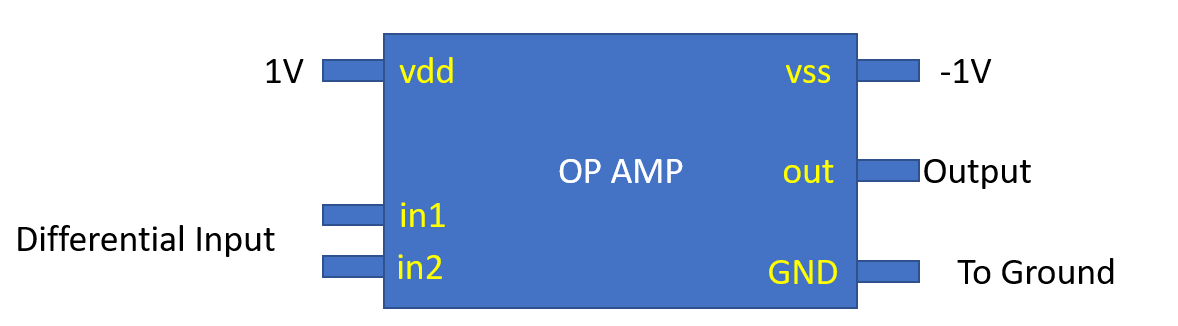 1V
vdd
vss
-1V
OP AMP
out
Output
in1
Differential Input
in2
GND
To Ground